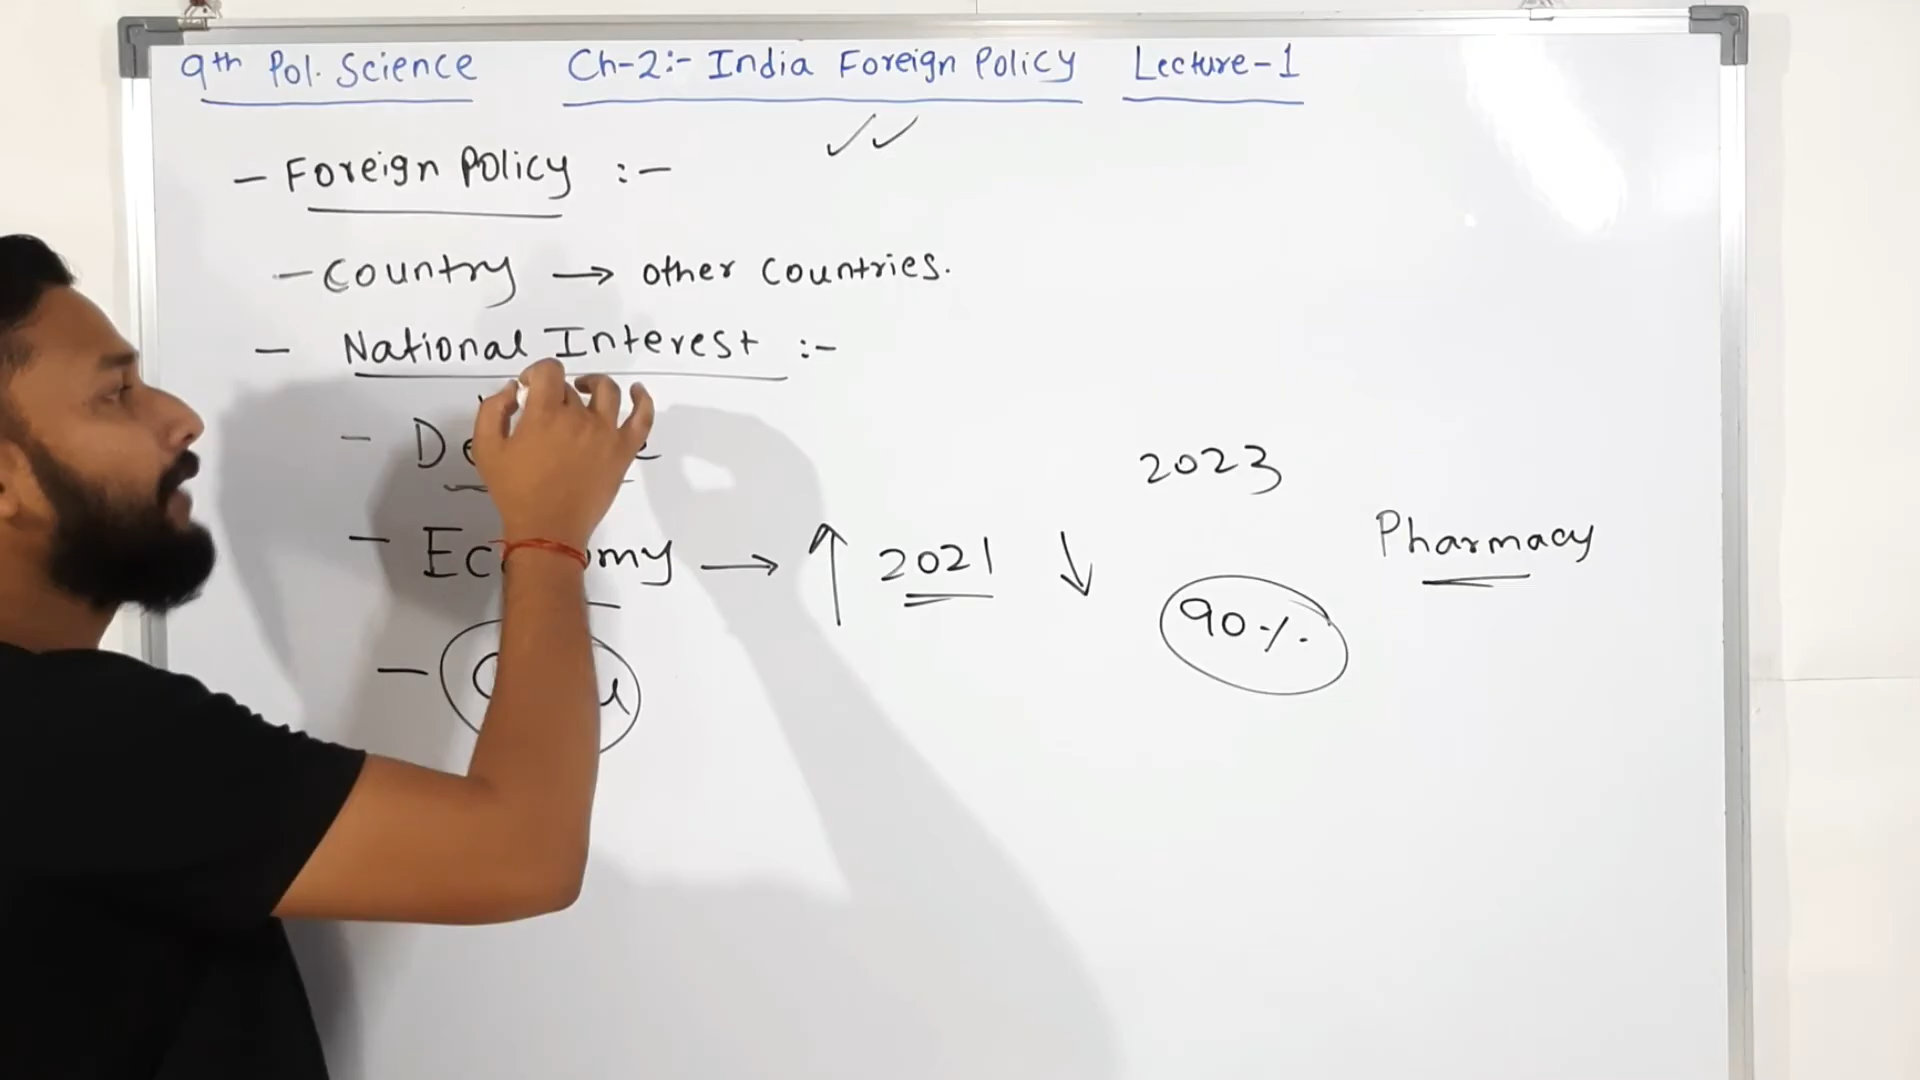 9th Pol. Science Ch-2:- India Foreign Policy Lecture-1
- Foreign Policy :-
- Country → other Countries.
- National Interest :-
2023
→ ↑ 2021 ↓
Pharmacy
90%